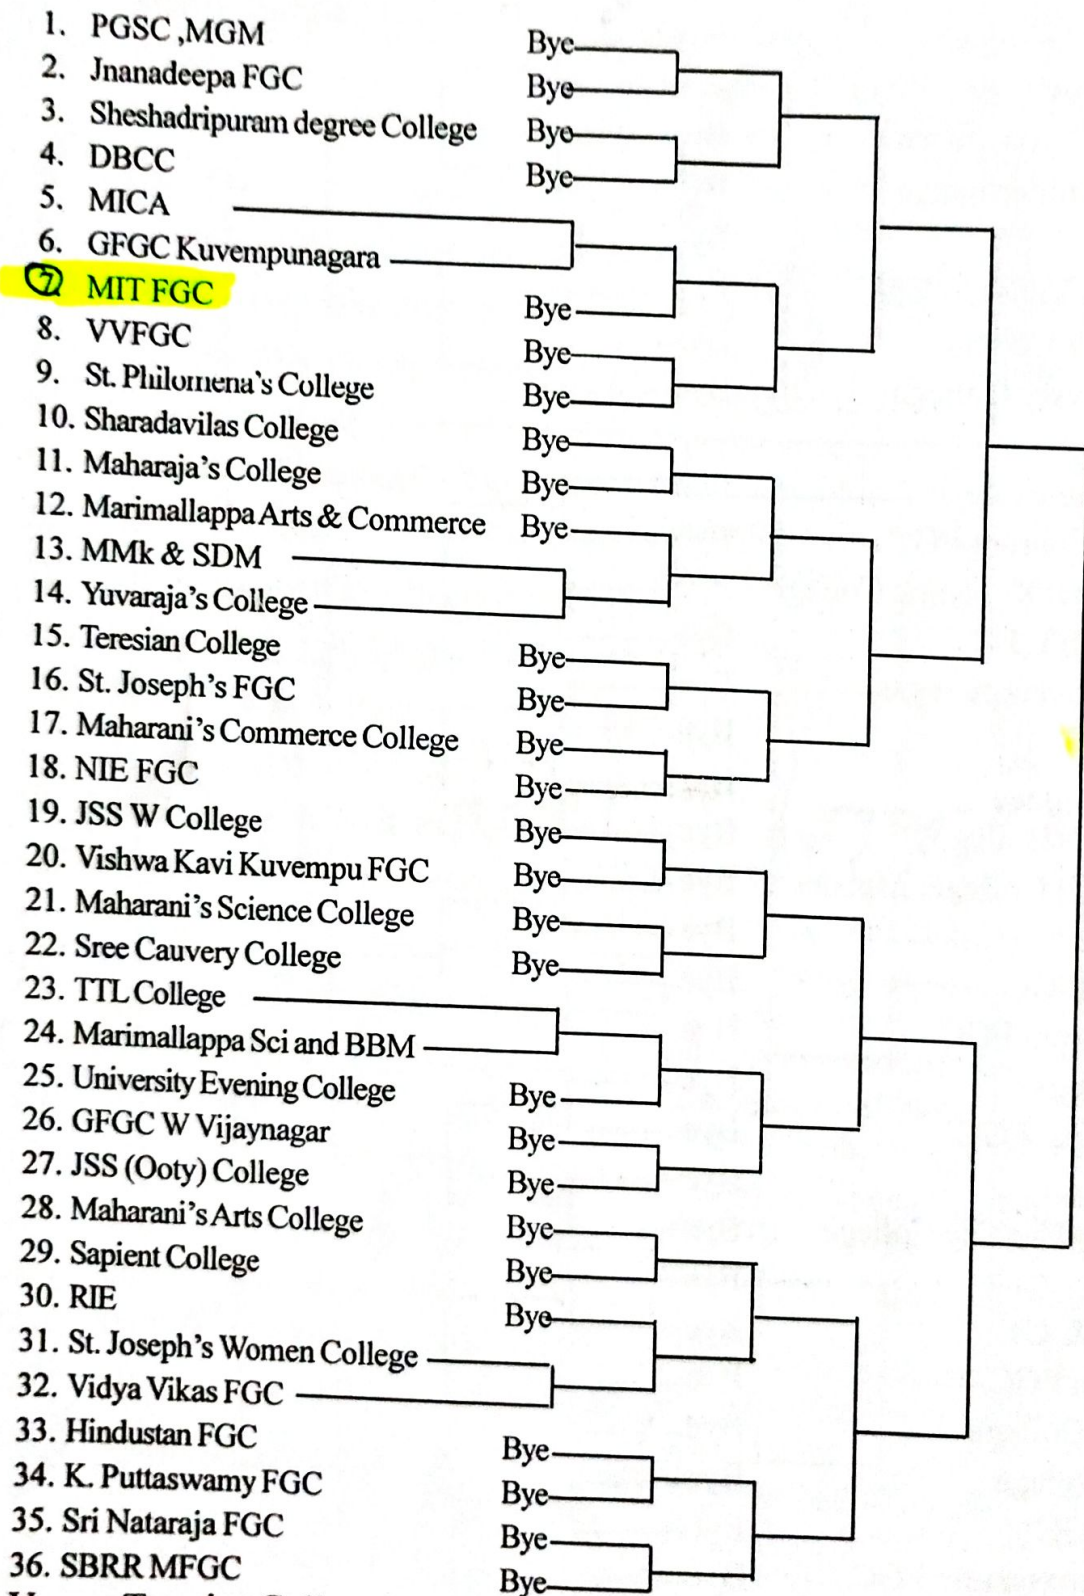 1. PGSC ,MGM Bye
2. Jnanadeepa FGC Bye
3. Sheshadripuram degree College Bye
4. DBCC Bye
5. MICA
6. GFGC Kuvempunagara
7. MIT FGC Bye
8. VVFGC Bye
9. St. Philomena's College Bye
10. Sharadavilas College Bye
11. Maharaja's College Bye
12. Marimallappa Arts & Commerce Bye
13. MMk & SDM
14. Yuvaraja's College
15. Teresian College Bye
16. St. Joseph's FGC Bye
17. Maharani's Commerce College Bye
18. NIE FGC Bye
19. JSS W College Bye
20. Vishwa Kavi Kuvempu FGC Bye
21. Maharani's Science College Bye
22. Sree Cauvery College Bye
23. TTL College
24. Marimallappa Sci and BBM
25. University Evening College Bye
26. GFGC W Vijaynagar Bye
27. JSS (Ooty) College Bye
28. Maharani's Arts College Bye
29. Sapient College Bye
30. RIE Bye
31. St. Joseph's Women College
32. Vidya Vikas FGC
33. Hindustan FGC Bye
34. K. Puttaswamy FGC Bye
35. Sri Nataraja FGC Bye
36. SBRR MFGC Bye